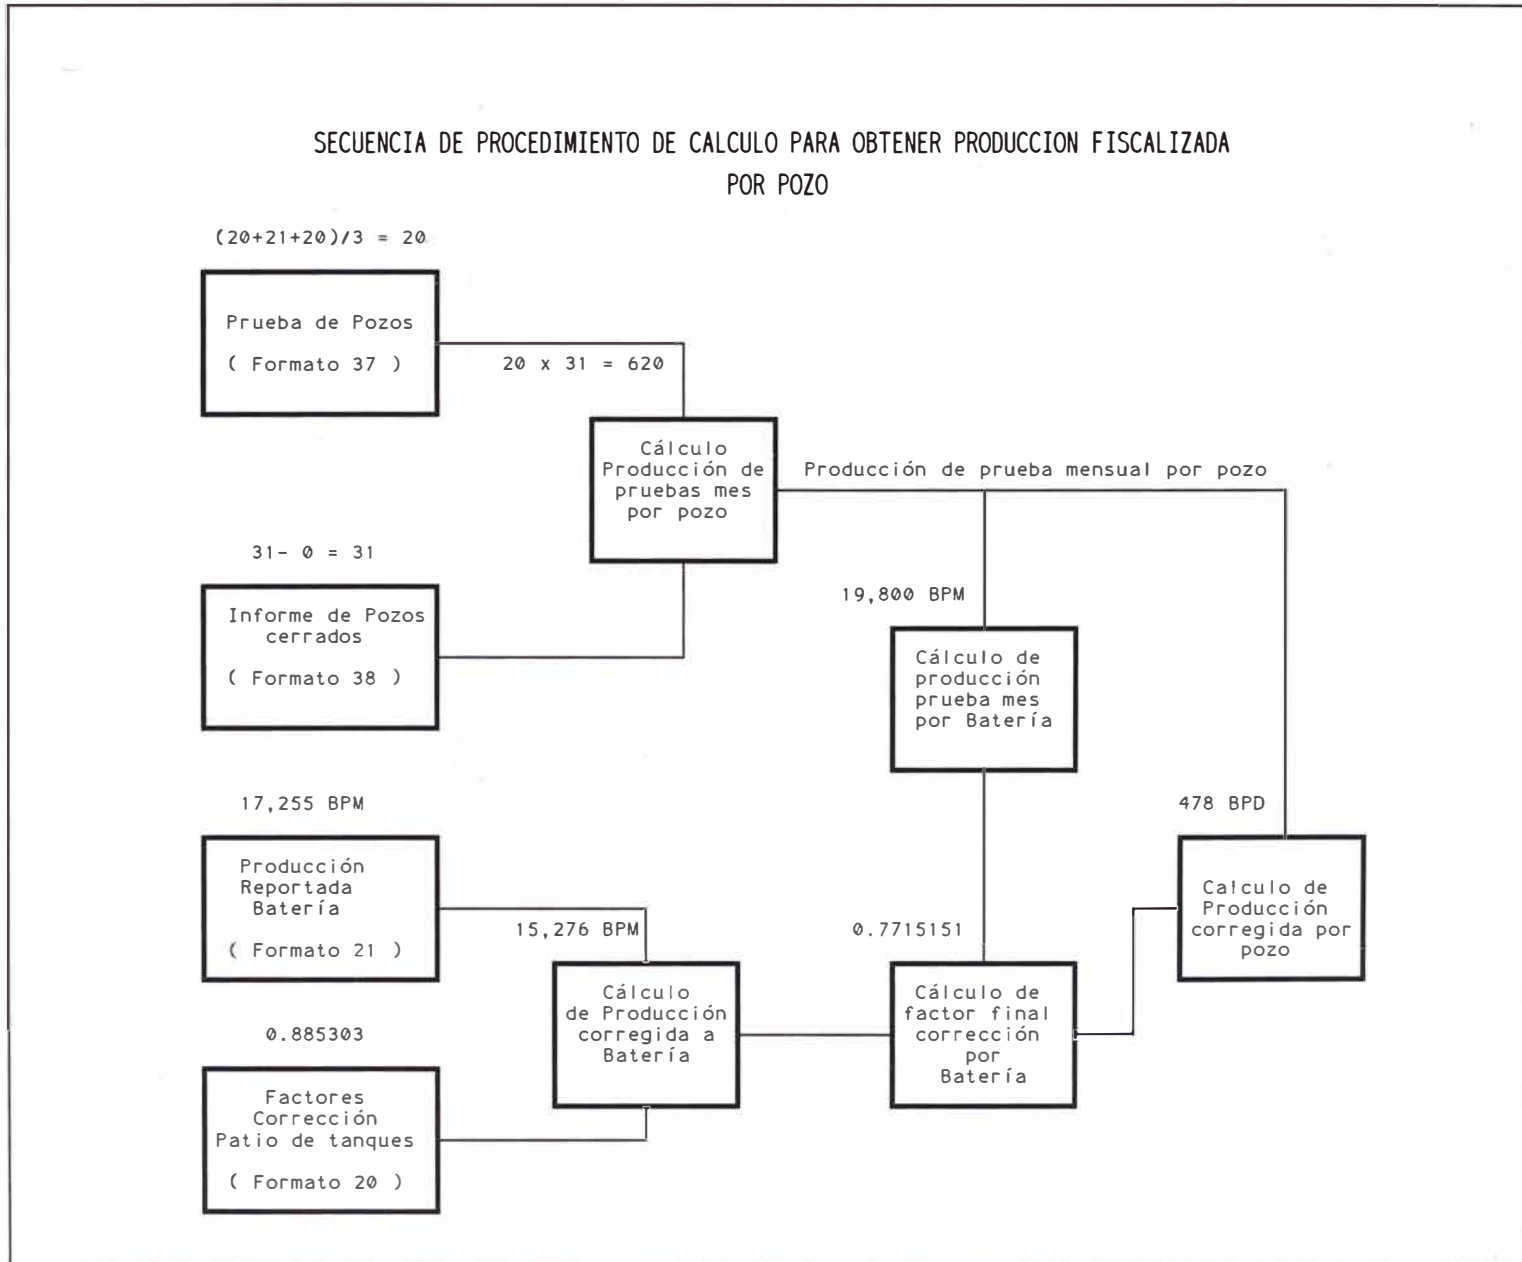 SECUENCIA DE PROCEDIMIENTO DE CALCULO PARA OBTENER PRODUCCION FISCALIZADA
POR POZO
(20+21+20)/3 = 20
Prueba de Pozos
( Formato 37 )
20 x 31 = 620
Cálculo
Producción de
pruebas mes
por pozo
Producción de prueba mensual por pozo
31- 0 = 31
Informe de Pozos
cerrados
( Formato 38 )
19,800 BPM
Cálculo de
producción
prueba mes
por Batería
17,255 BPM
Producción
Reportada
Batería
( Formato 21 )
15,276 BPM
0.7715151
478 BPD
Calculo de
Producción
corregida por
pozo
Cálculo
de Producción
corregida a
Batería
Cálculo de
factor final
corrección
por
Batería
0.885303
Factores
Corrección
Patio de tanques
( Formato 20 )